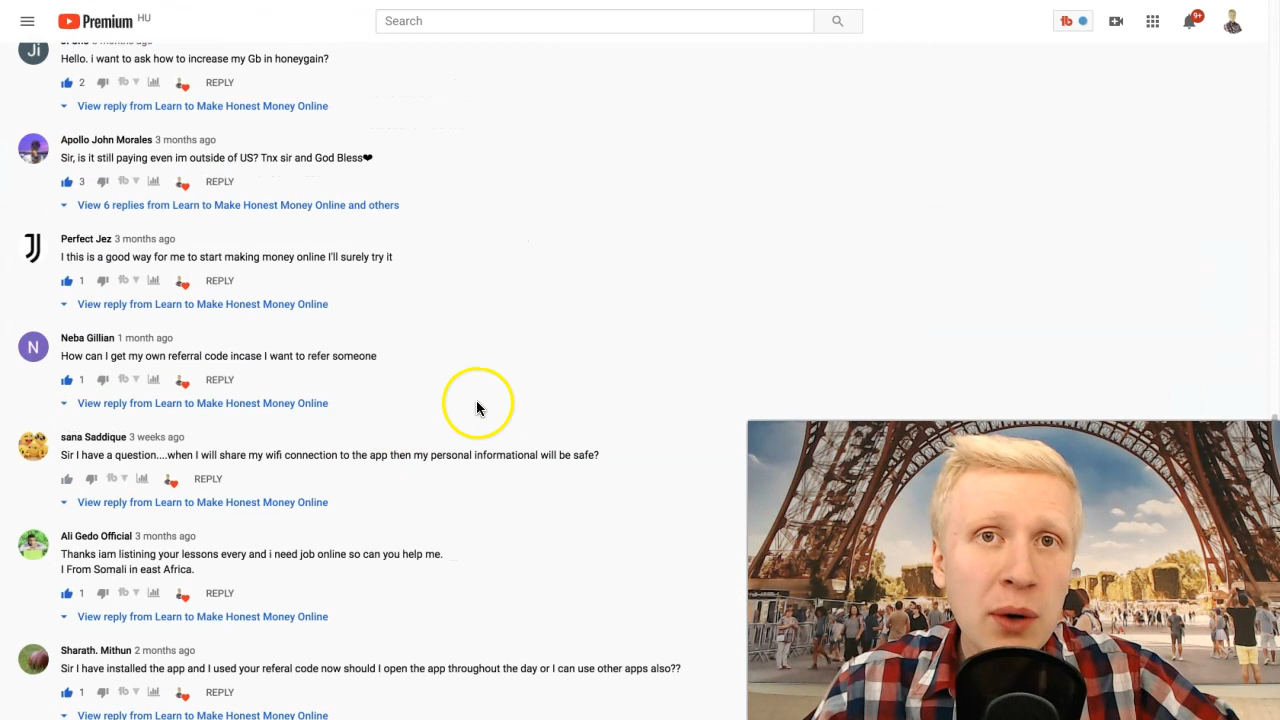 Premium HU
Search
tb
9+
Ji
ago
Hello. i want to ask how to increase my Gb in honeygain?
2 tb REPLY
View reply from Learn to Make Honest Money Online
Apollo John Morales 3 months ago
Sir, is it still paying even im outside of US? Tnx sir and God Bless❤
3 tb REPLY
View 6 replies from Learn to Make Honest Money Online and others
Perfect Jez 3 months ago
I this is a good way for me to start making money online I'll surely try it
1 tb REPLY
View reply from Learn to Make Honest Money Online
N
Neba Gillian 1 month ago
How can I get my own referral code incase I want to refer someone
1 tb REPLY
View reply from Learn to Make Honest Money Online
sana Saddique 3 weeks ago
Sir I have a question....when I will share my wifi connection to the app then my personal informational will be safe?
tb REPLY
View reply from Learn to Make Honest Money Online
Ali Gedo Official 3 months ago
Thanks iam listining your lessons every and i need job online so can you help me.
I From Somali in east Africa.
1 tb REPLY
View reply from Learn to Make Honest Money Online
Sharath. Mithun 2 months ago
Sir I have installed the app and I used your referal code now should I open the app throughout the day or I can use other apps also??
1 tb REPLY
View reply from Learn to Make Honest Money Online